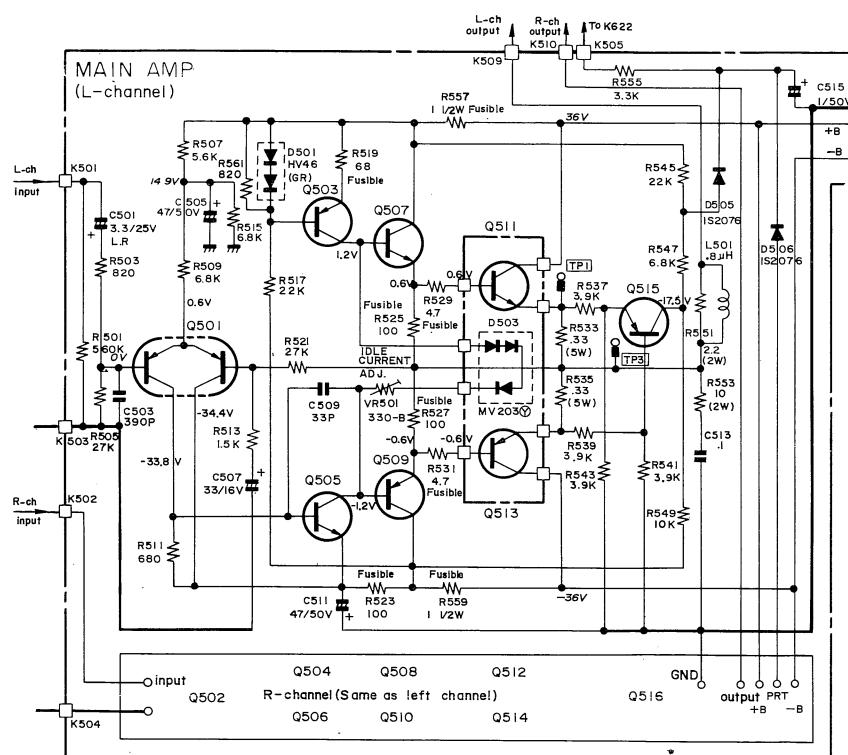 L-ch
output
R-ch
output
To K622
K509
K510
K505
MAIN AMP
(L-channel)
R555
3.3K
C515
1/50V
R557
1 1/2W Fusible
36V
+B
-B
R507
5.6K
R561
820
D501
HV46
(GR)
R519
68
Fusible
R545
22K
L-ch
input
K501
14.9V
Q503
Q507
D505
1S2076
C501
3.3/25V
L.R
C505
47/50V
R515
6.8K
Q511
1.2V
L501
.8μH
D506
1S2076
R503
820
R509
6.8K
R517
22K
TP1
R547
6.8K
0.6V
0.6V
R529
4.7
Fusible
R537
3.9K
Q515
-17.5V
0.6V
Fusible
R525
100
D503
R533
.33
(5W)
R551
2.2
(2W)
Q501
R501
560K
0V
R521
27K
IDLE
CURRENT
ADJ.
TP3
C509
33P
VR501
330-B
Fusible
R527
100
MV203Ⓨ
R535
.33
(5W)
R553
10
(2W)
C503
390P
-34.4V
R513
1.5K
-0.6V
-0.6V
K503
R505
27K
C513
.1
-33.8V
R539
3.9K
C507
33/16V
Q505
Q509
R531
4.7
Fusible
R543
3.9K
R541
3.9K
R-ch
input
K502
-1.2V
Q513
R549
10K
R511
680
Fusible
Fusible
C511
47/50V
R523
100
R559
1 1/2W
-36V
input
Q504
Q508
Q512
GND
Q502
R-channel(Same as left channel)
Q516
output
PRT
+B
-B
K504
Q506
Q510
Q514